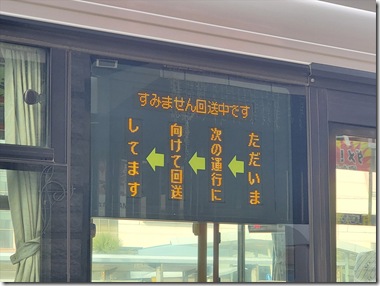 すみません回送中です
ただいま
次の運行に
向けて回送
してます